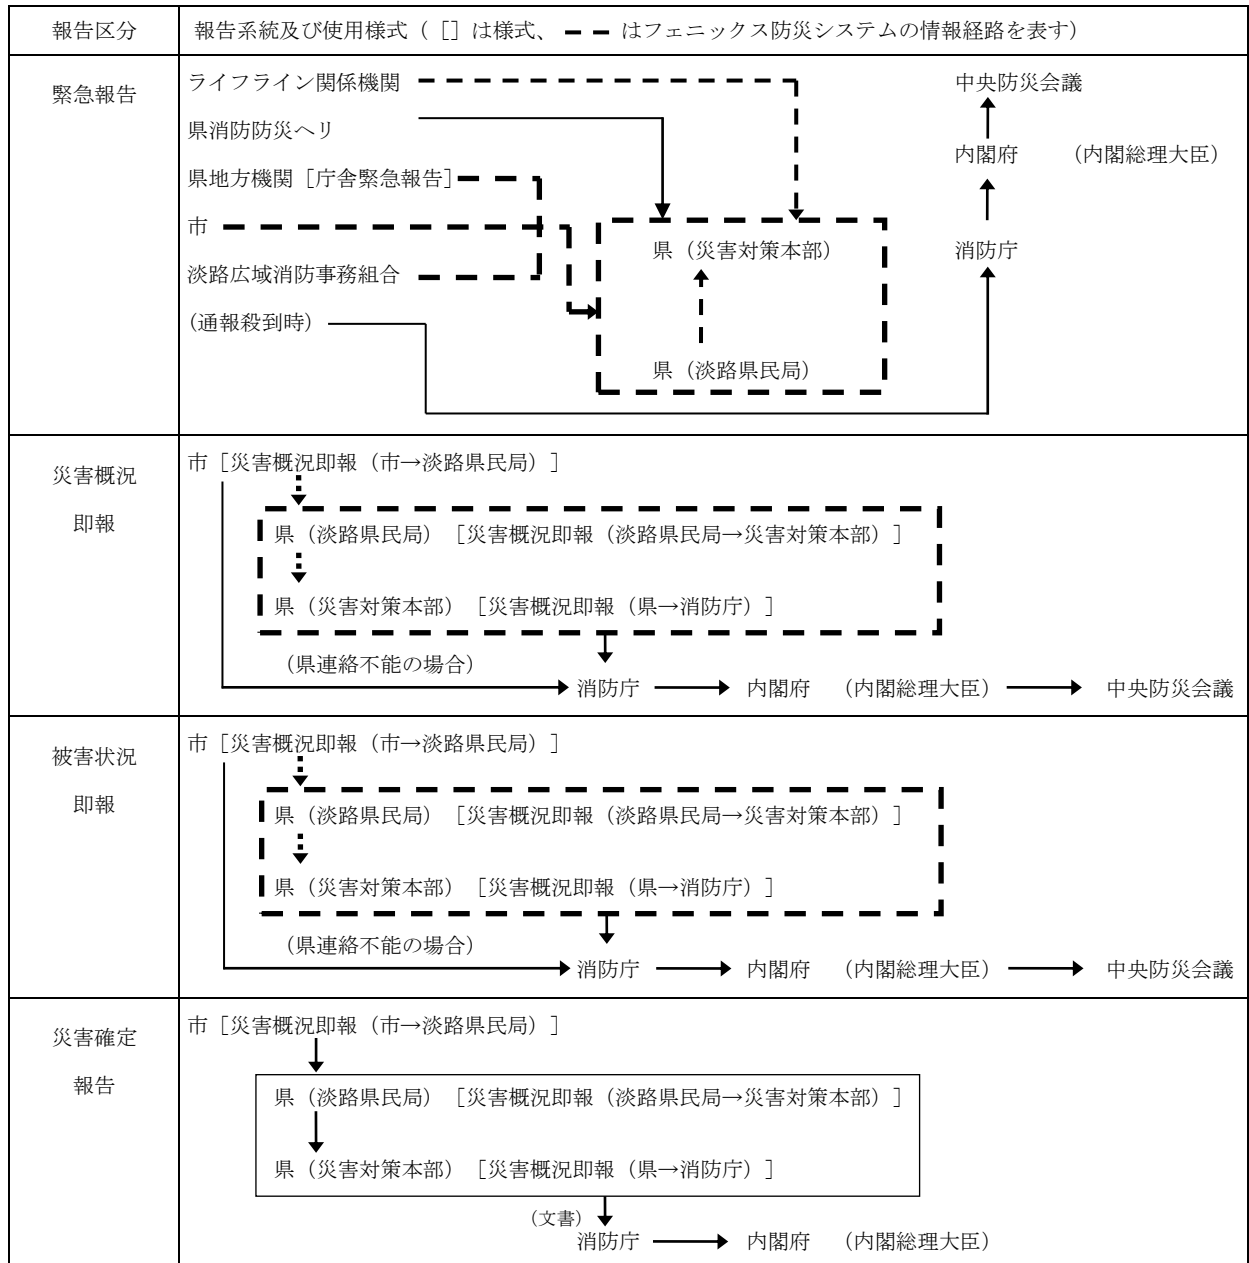 報告区分
報告系統及び使用様式（［］は様式、 はフェニックス防災システムの情報経路を表す）
緊急報告
ライフライン関係機関
県消防防災ヘリ
県地方機関［庁舎緊急報告］
市
淡路広域消防事務組合
（通報殺到時）
県（災害対策本部）
県（淡路県民局）
中央防災会議
内閣府　（内閣総理大臣）
消防庁
災害概況
即報
市［災害概況即報（市→淡路県民局）］
県（淡路県民局）［災害概況即報（淡路県民局→災害対策本部）］
県（災害対策本部）［災害概況即報（県→消防庁）］
（県連絡不能の場合）
消防庁　内閣府　（内閣総理大臣）　中央防災会議
被害状況
即報
市［災害概況即報（市→淡路県民局）］
県（淡路県民局）［災害概況即報（淡路県民局→災害対策本部）］
県（災害対策本部）［災害概況即報（県→消防庁）］
（県連絡不能の場合）
消防庁　内閣府　（内閣総理大臣）　中央防災会議
災害確定
報告
市［災害概況即報（市→淡路県民局）］
県（淡路県民局）［災害概況即報（淡路県民局→災害対策本部）］
県（災害対策本部）［災害概況即報（県→消防庁）］
（文書）
消防庁　内閣府　（内閣総理大臣）